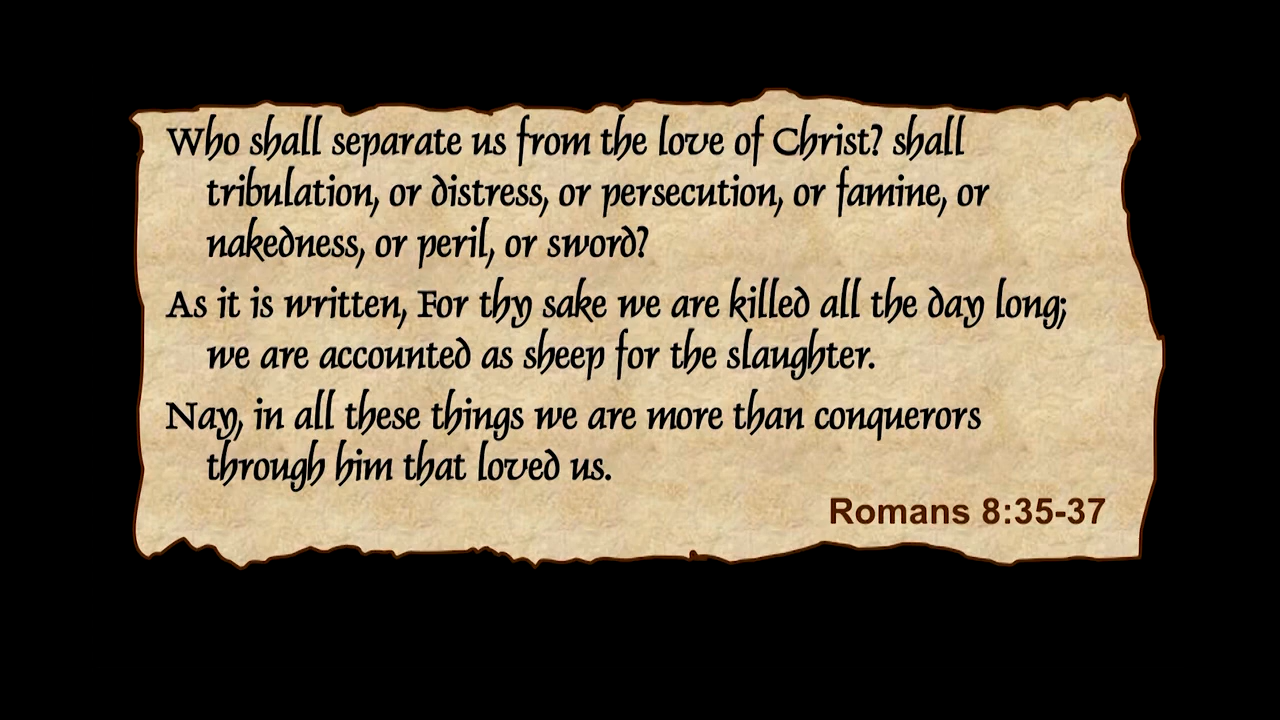 Who shall separate us from the love of Christ? shall
tribulation, or distress, or persecution, or famine, or
nakedness, or peril, or sword?
As it is written, For thy sake we are killed all the day long;
we are accounted as sheep for the slaughter.
Nay, in all these things we are more than conquerors
through him that loved us.
Romans 8:35-37